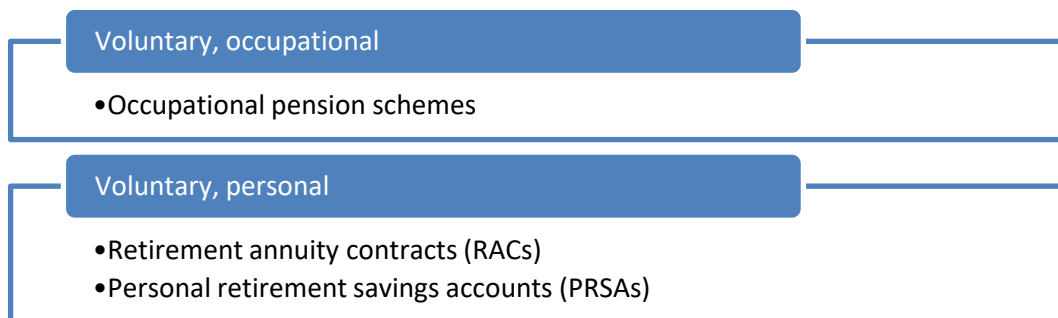 Voluntary, occupational
•Occupational pension schemes
Voluntary, personal
•Retirement annuity contracts (RACs)
•Personal retirement savings accounts (PRSAs)